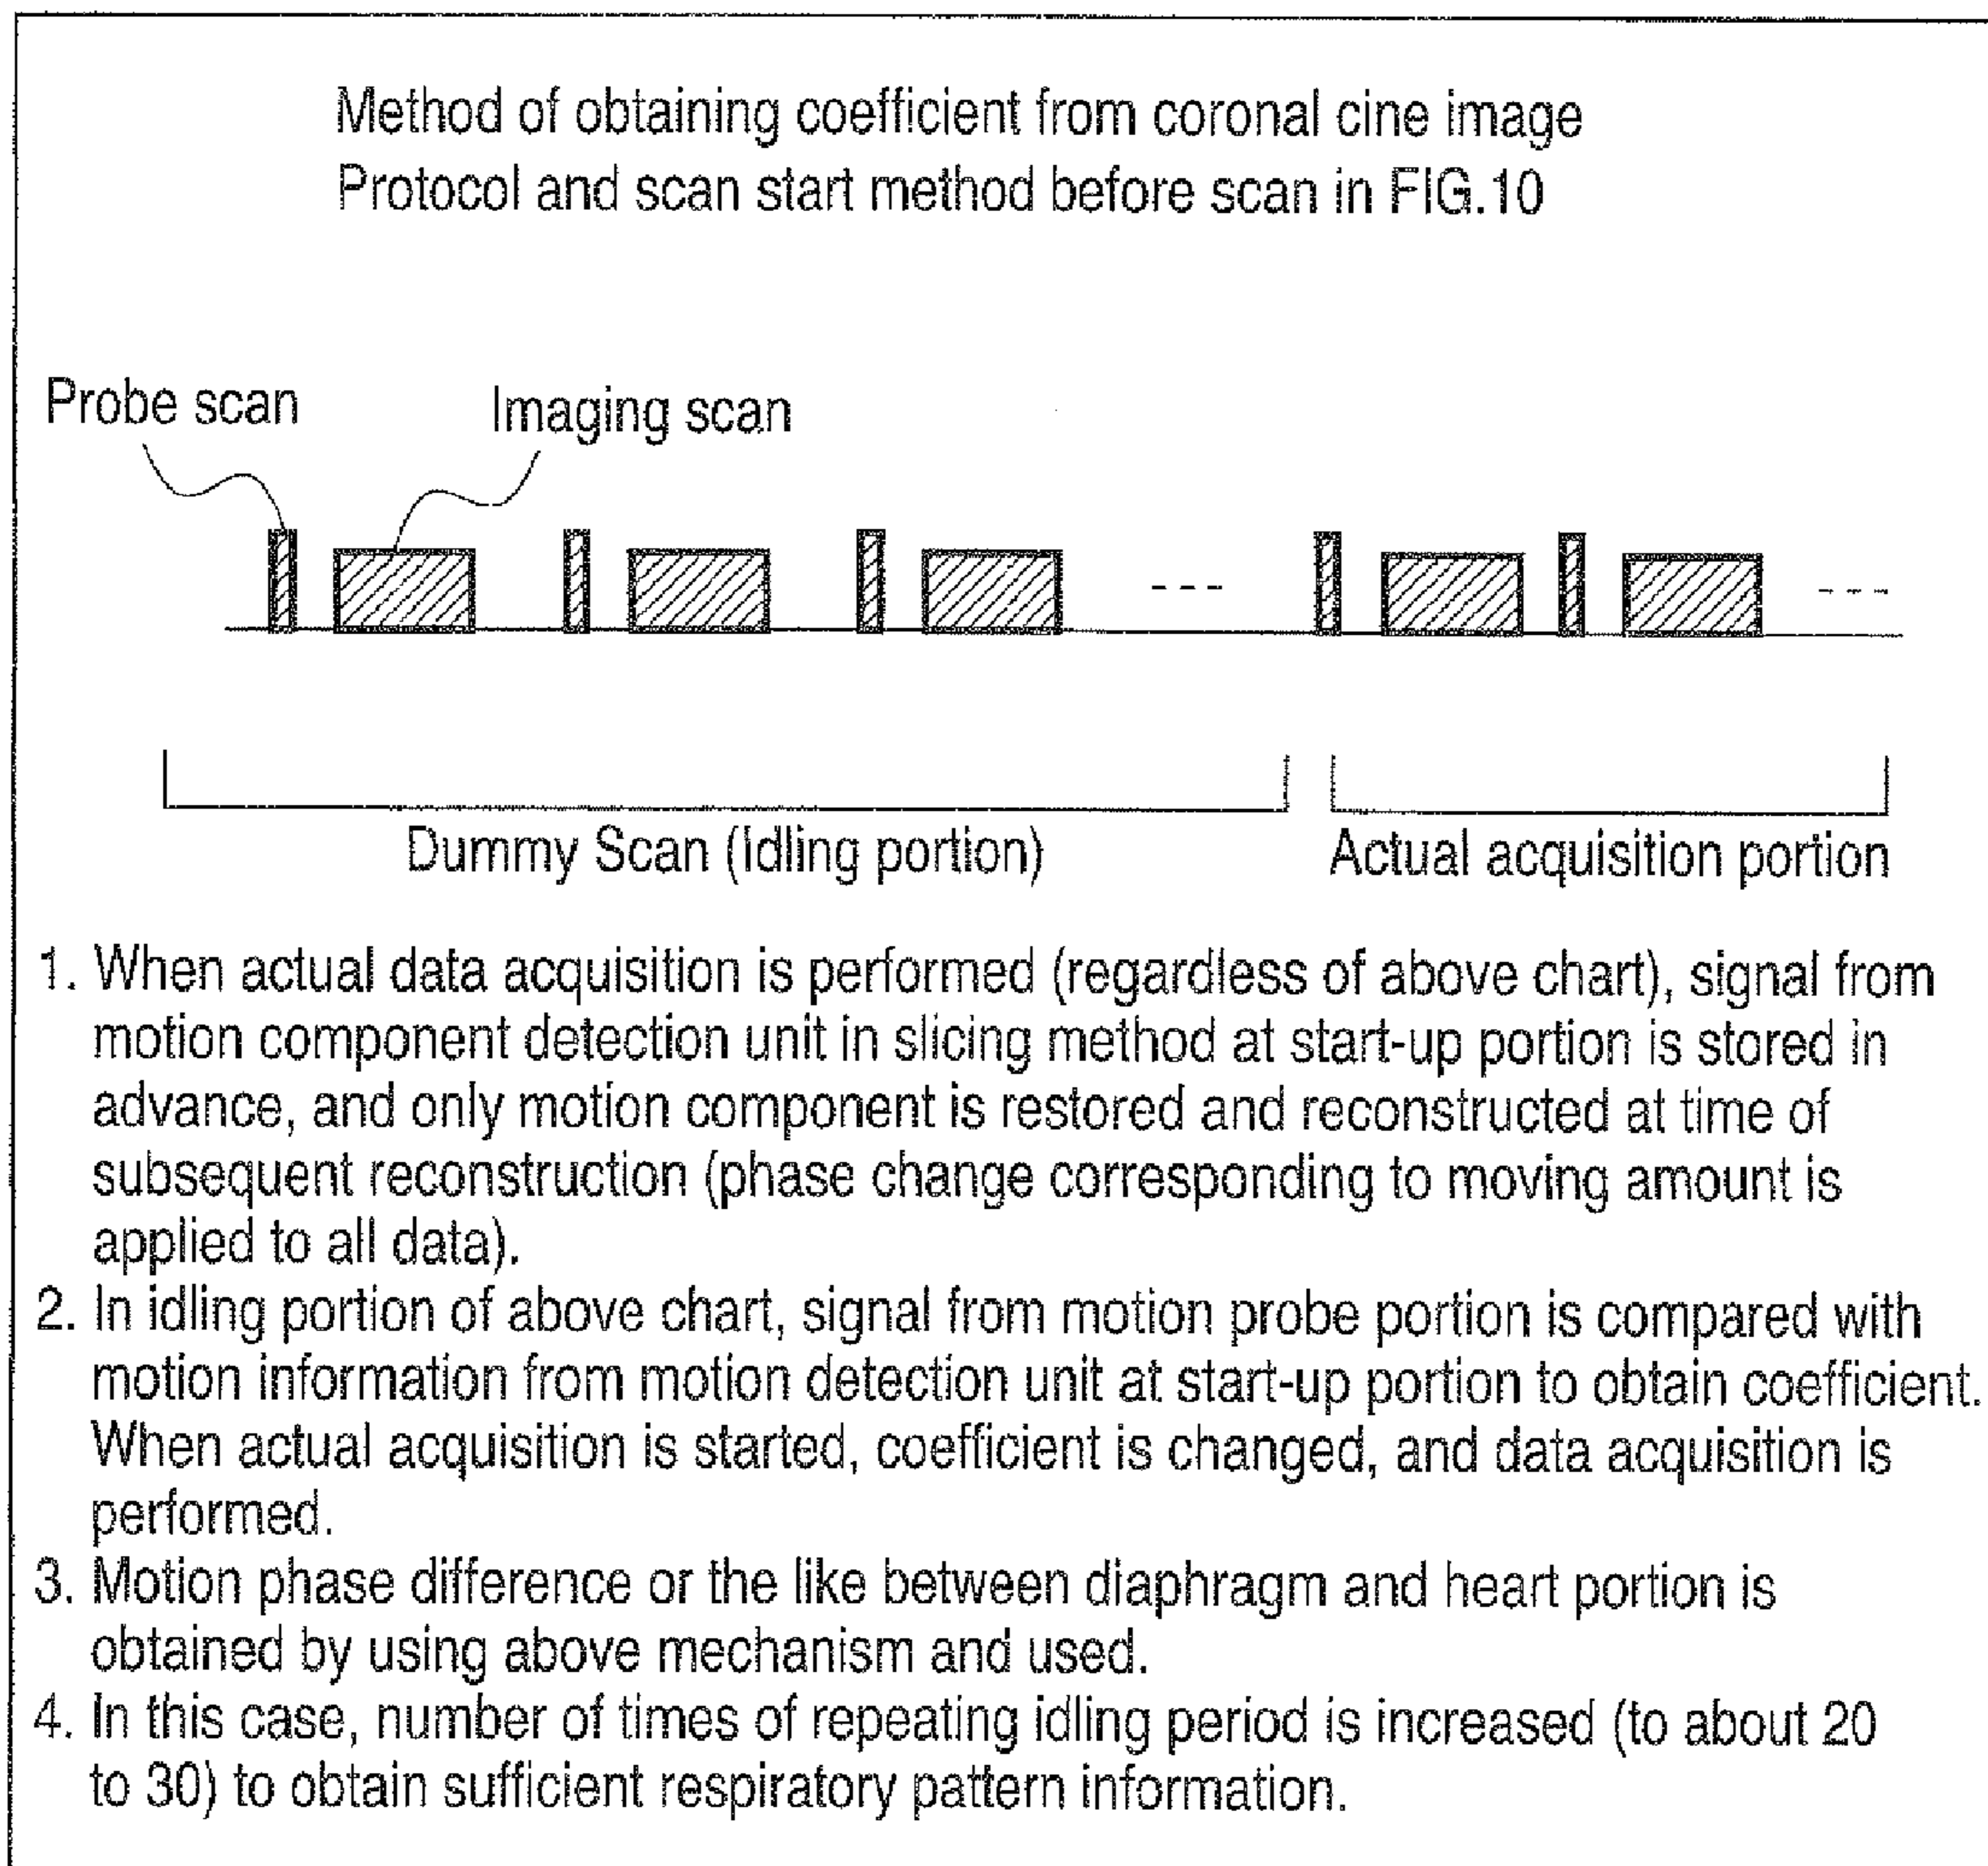 Method of obtaining coefficient from coronal cine image
Protocol and scan start method before scan in FIG.10
Probe scan
Imaging scan
Dummy Scan (Idling portion)
Actual acquisition portion
1. When actual data acquisition is performed (regardless of above chart), signal from
motion component detection unit in slicing method at start-up portion is stored in
advance, and only motion component is restored and reconstructed at time of
subsequent reconstruction (phase change corresponding to moving amount is
applied to all data).
2. In idling portion of above chart, signal from motion probe portion is compared with
motion information from motion detection unit at start-up portion to obtain coefficient.
When actual acquisition is started, coefficient is changed, and data acquisition is
performed.
3. Motion phase difference or the like between diaphragm and heart portion is
obtained by using above mechanism and used.
4. In this case, number of times of repeating idling period is increased (to about 20
to 30) to obtain sufficient respiratory pattern information.